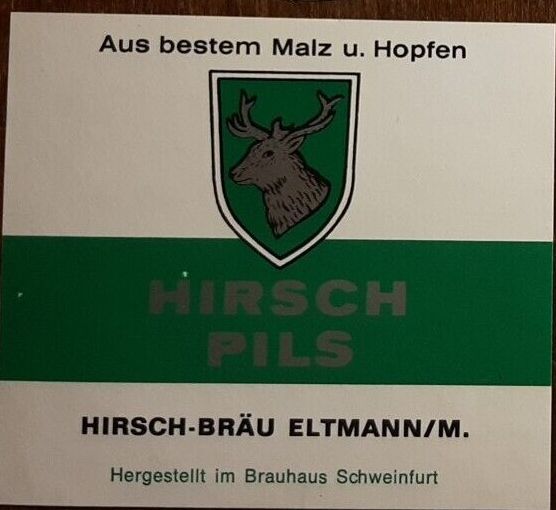 Aus bestem Malz u. Hopfen
HIRSCH
PILS
HIRSCH-BRÄU ELTMANN/M.
Hergestellt im Brauhaus Schweinfurt